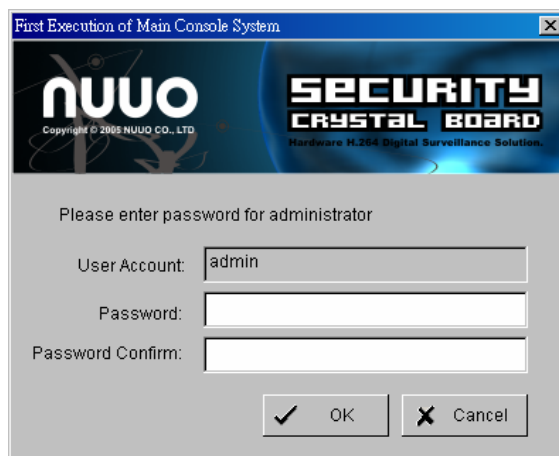 First Execution of Main Console System
nuuo
Copyright © 2005 NUUO CO., LTD
SECURITY
CRYSTAL BOARD
Hardware H.264 Digital Surveillance Solution.
Please enter password for administrator
User Account: admin
Password:
Password Confirm:
OK Cancel